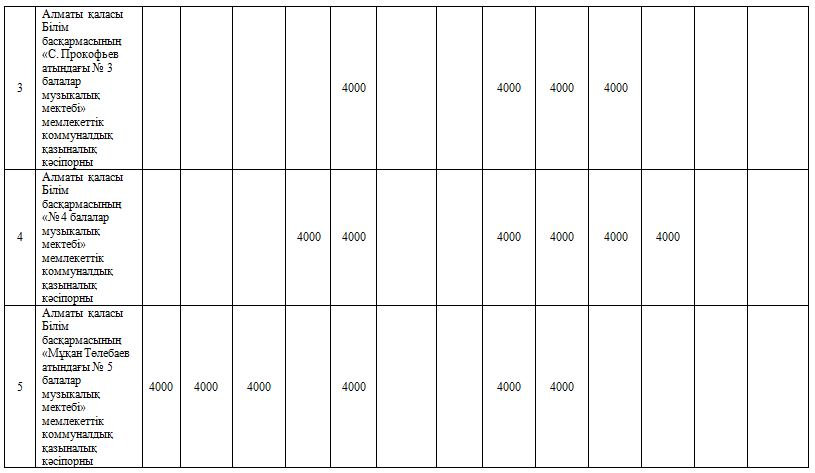 3
Алматы қаласы
Білім
басқармасының
«С. Прокофьев
атындағы № 3
балалар
музыкалық
мектебі»
мемлекеттік
коммуналдық
қазыналық
кәсіпорны
4000 4000 4000 4000
4
Алматы қаласы
Білім
басқармасының
«№4 балалар
музыкалық
мектебі»
мемлекеттік
коммуналдық
қазыналық
кәсіпорны
4000 4000 4000 4000 4000 4000
5
Алматы қаласы
Білім
басқармасының
«Мұқан Төлебаев
атындағы № 5
балалар
музыкалық
мектебі»
мемлекеттік
коммуналдық
қазыналық
кәсіпорны
4000 4000 4000 4000 4000 4000